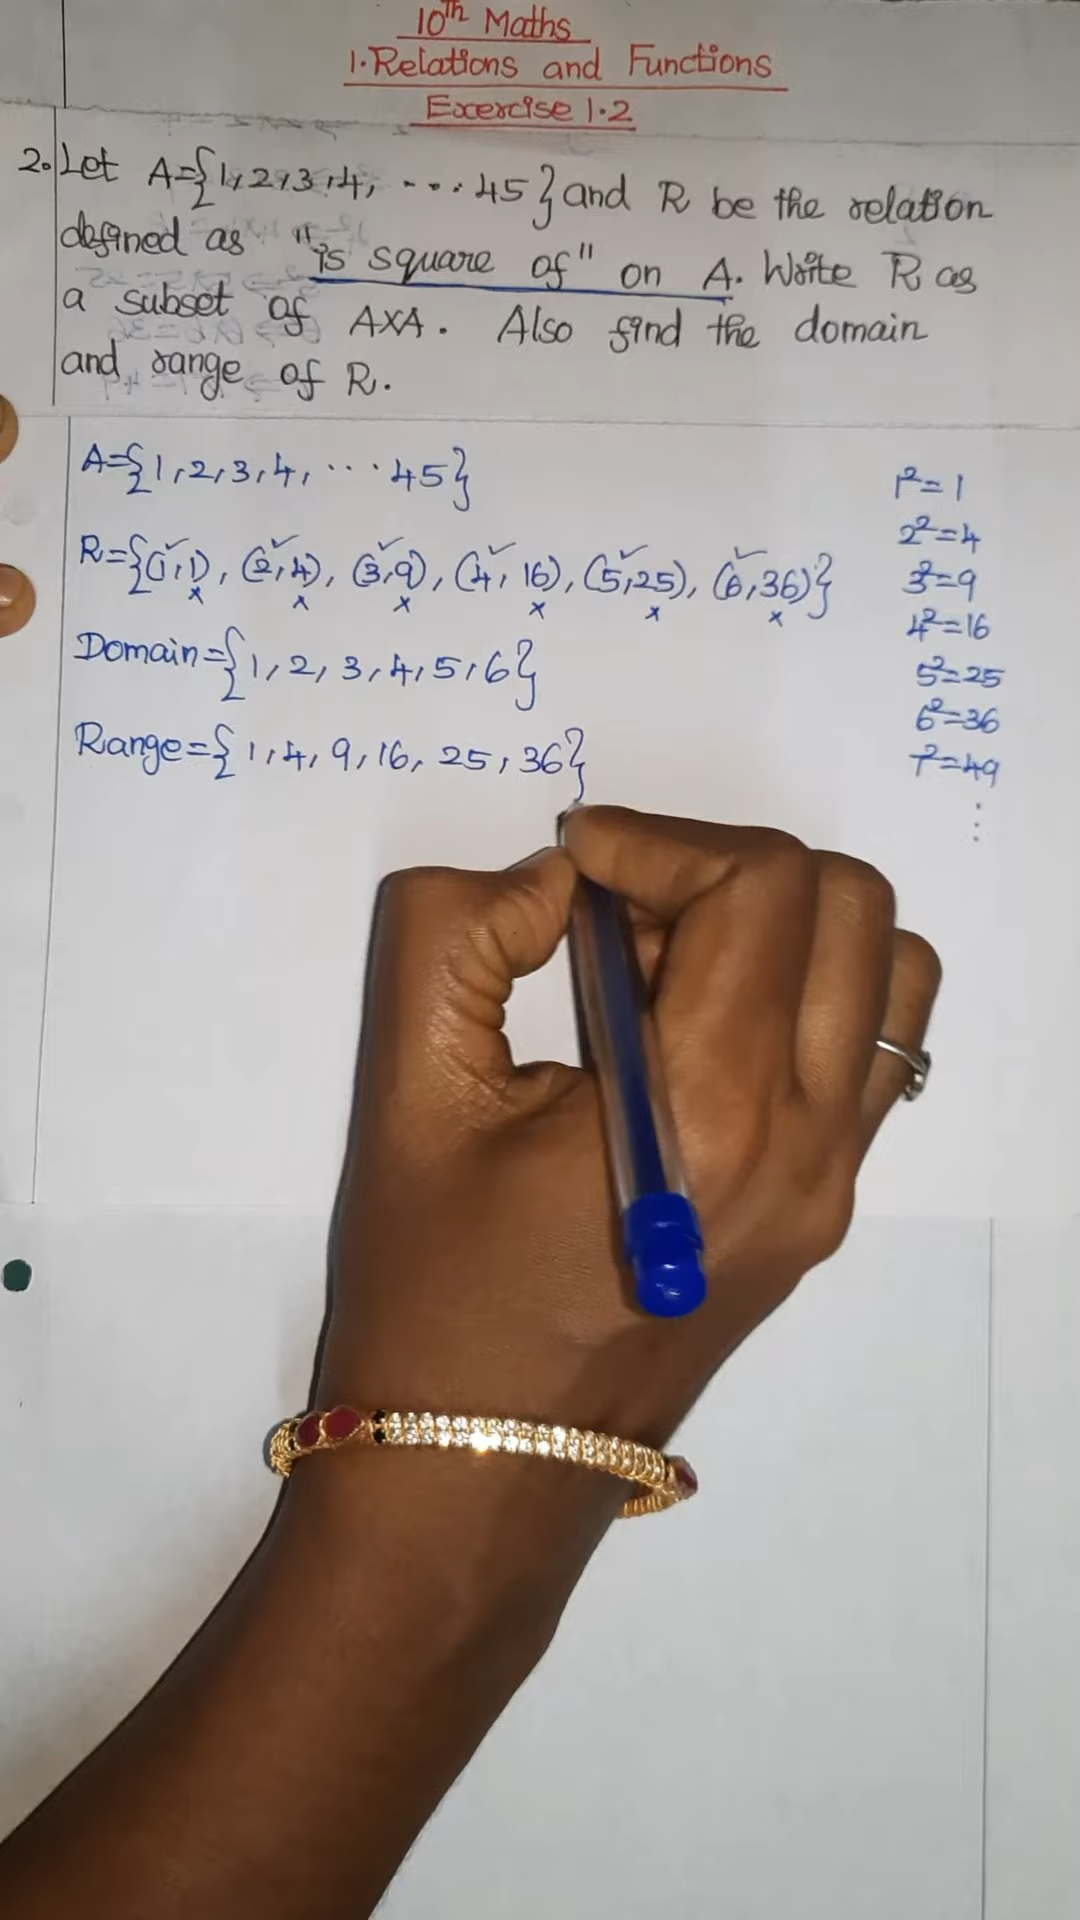 10th Maths
1. Relations and Functions
Exercise 1.2
2. Let A={1,2,3,4, .... 45} and R be the relation
defined as "is square of" on A. Write R as
a subset of AXA. Also find the domain
and range of R.
A={1,2,3,4, ... 45}
R={(1,1), (2,4), (3,9), (4,16), (5,25), (6,36)}
Domain={1,2,3,4,5,6}
Range={1,4,9,16,25,36}
1²=1
2²=4
3²=9
4²=16
5²=25
6²=36
7²=49
⋮